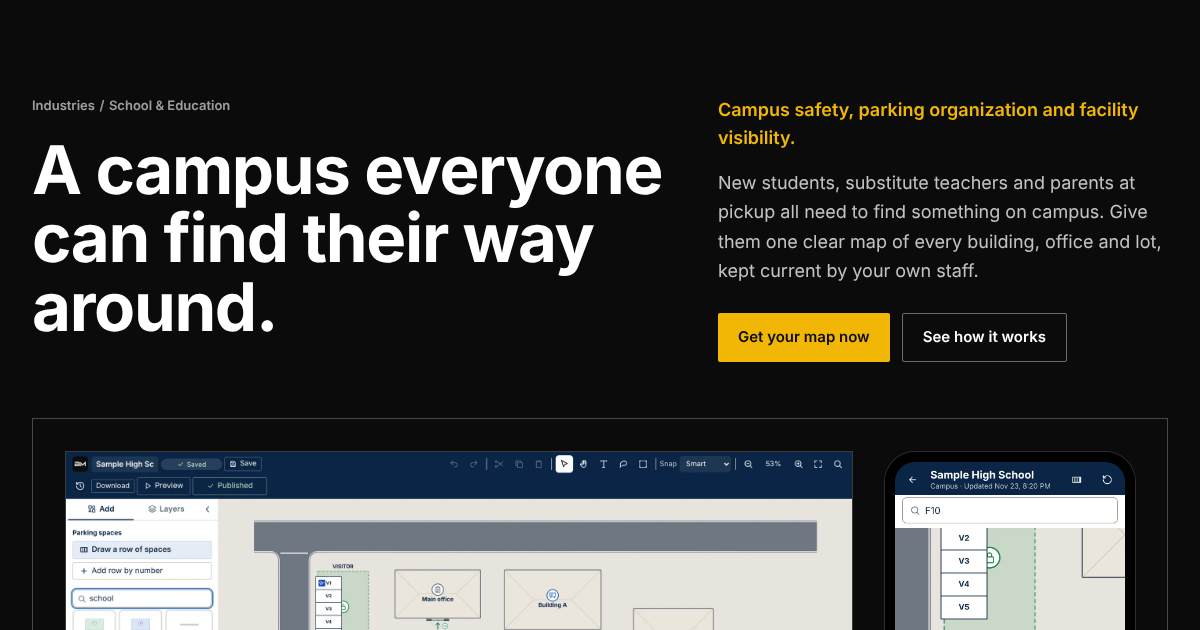 Industries / School & Education
A campus everyone
can find their way
around.
Campus safety, parking organization and facility
visibility.
New students, substitute teachers and parents at
pickup all need to find something on campus. Give
them one clear map of every building, office and lot,
kept current by your own staff.
Get your map now
See how it works
Sample High Sc
Saved
Save
Snap
Smart
53%
Download
Preview
Published
Add
Layers
Parking spaces
Draw a row of spaces
Add row by number
school
VISITOR
V1
V2
V3
V4
Main office
Building A
Sample High School
Campus · Updated Nov 23, 8:20 PM
F10
V2
V3
V4
V5